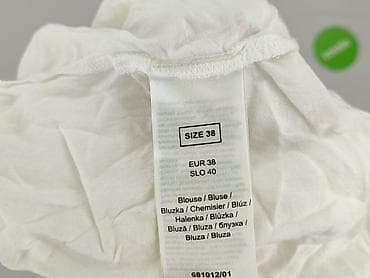 SIZE 38
EUR 38
SLO 40
Blouse / Bluse /
Bluzka / Chemisier / Blúz /
Halenka / Blůzka /
Bluză / Bluza / блузка /
Bluza / Bluza
681012/01